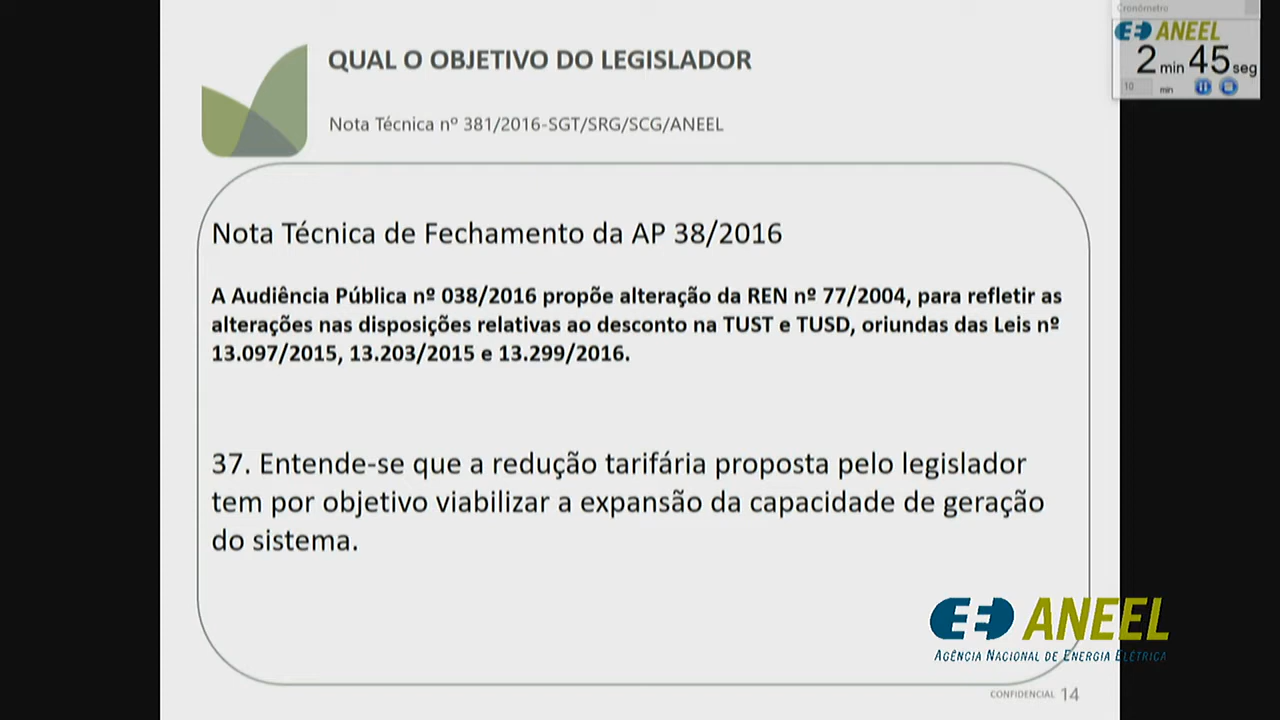 Cronômetro
ANEEL
2 min 45 seg
10 min
QUAL O OBJETIVO DO LEGISLADOR
Nota Técnica nº 381/2016-SGT/SRG/SCG/ANEEL
Nota Técnica de Fechamento da AP 38/2016
A Audiência Pública nº 038/2016 propõe alteração da REN nº 77/2004, para refletir as
alterações nas disposições relativas ao desconto na TUST e TUSD, oriundas das Leis nº
13.097/2015, 13.203/2015 e 13.299/2016.
37. Entende-se que a redução tarifária proposta pelo legislador
tem por objetivo viabilizar a expansão da capacidade de geração
do sistema.
ANEEL
AGÊNCIA NACIONAL DE ENERGIA ELÉTRICA
CONFIDENCIAL 14